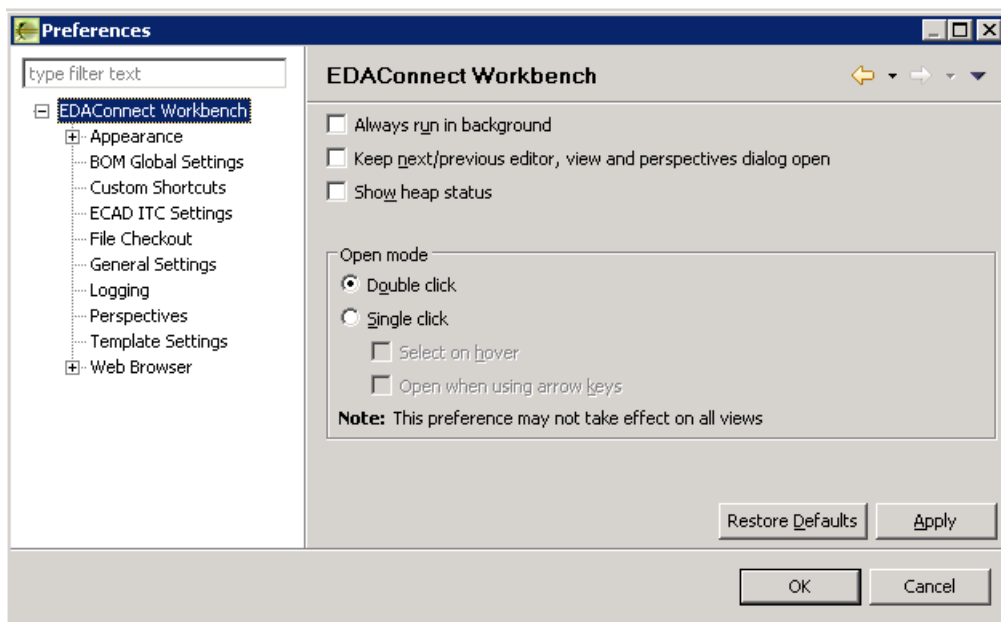 Preferences
type filter text
EDAConnect Workbench
Appearance
BOM Global Settings
Custom Shortcuts
ECAD ITC Settings
File Checkout
General Settings
Logging
Perspectives
Template Settings
Web Browser
EDAConnect Workbench
Always run in background
Keep next/previous editor, view and perspectives dialog open
Show heap status
Open mode
Double click
Single click
Select on hover
Open when using arrow keys
Note: This preference may not take effect on all views
Restore Defaults Apply
OK Cancel